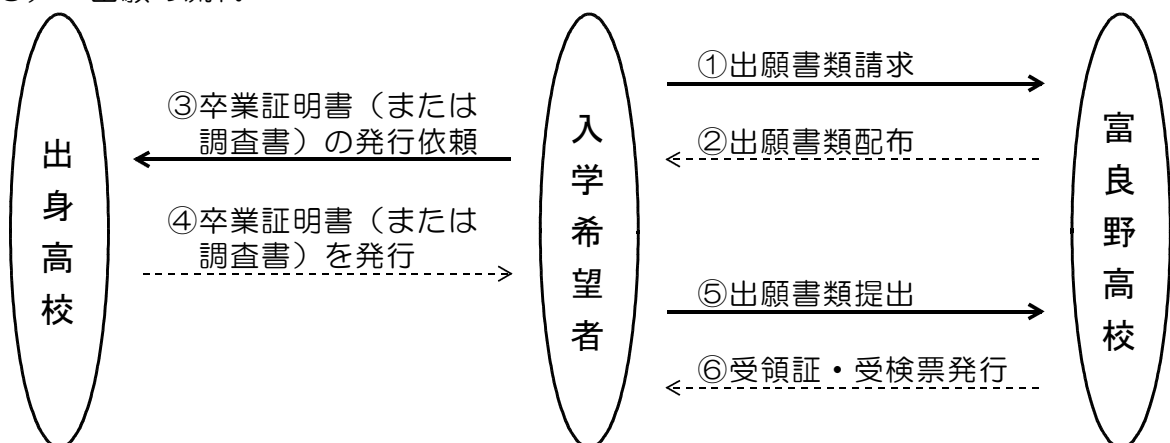 出身高校
③卒業証明書（または
調査書）の発行依頼
④卒業証明書（または
調査書）を発行
入学希望者
①出願書類請求
②出願書類配布
⑤出願書類提出
⑥受領証・受検票発行
富良野高校